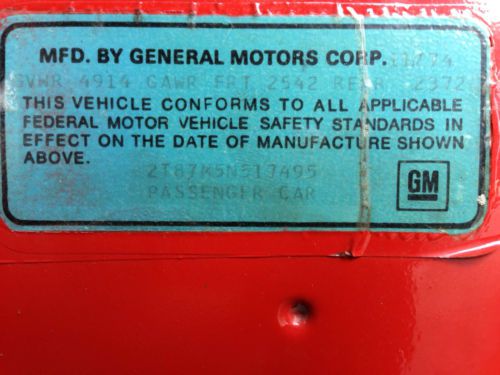 MFD. BY GENERAL MOTORS CORP. 11/74
GVWR 4914 GAWR FRT 2542 REAR 2372
THIS VEHICLE CONFORMS TO ALL APPLICABLE
FEDERAL MOTOR VEHICLE SAFETY STANDARDS IN
EFFECT ON THE DATE OF MANUFACTURE SHOWN
ABOVE.
2T87M5N517495
PASSENGER CAR
GM